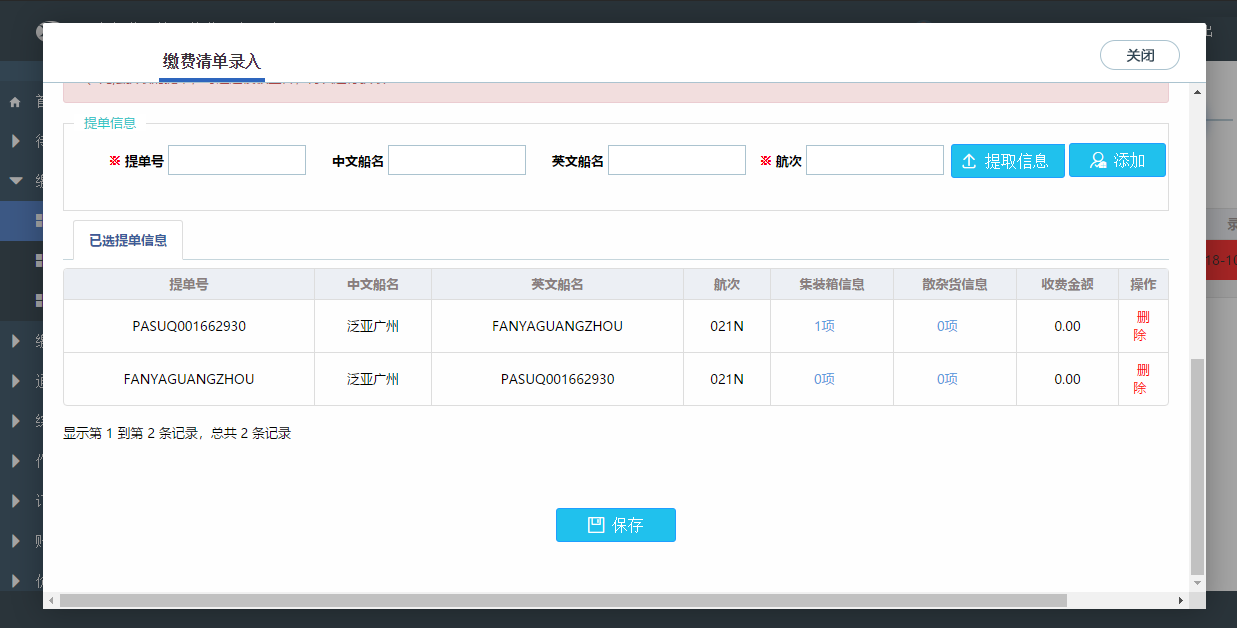 缴费清单录入
关闭
提单信息
※ 提单号
中文船名
英文船名
※ 航次
提取信息
添加
已选提单信息
提单号 中文船名 英文船名 航次 集装箱信息 散杂货信息 收费金额 操作
PASUQ001662930 泛亚广州 FANYAGUANGZHOU 021N 1项 0项 0.00 删
除
FANYAGUANGZHOU 泛亚广州 PASUQ001662930 021N 0项 0项 0.00 删
除
显示第 1 到第 2 条记录，总共 2 条记录
保存
18-10